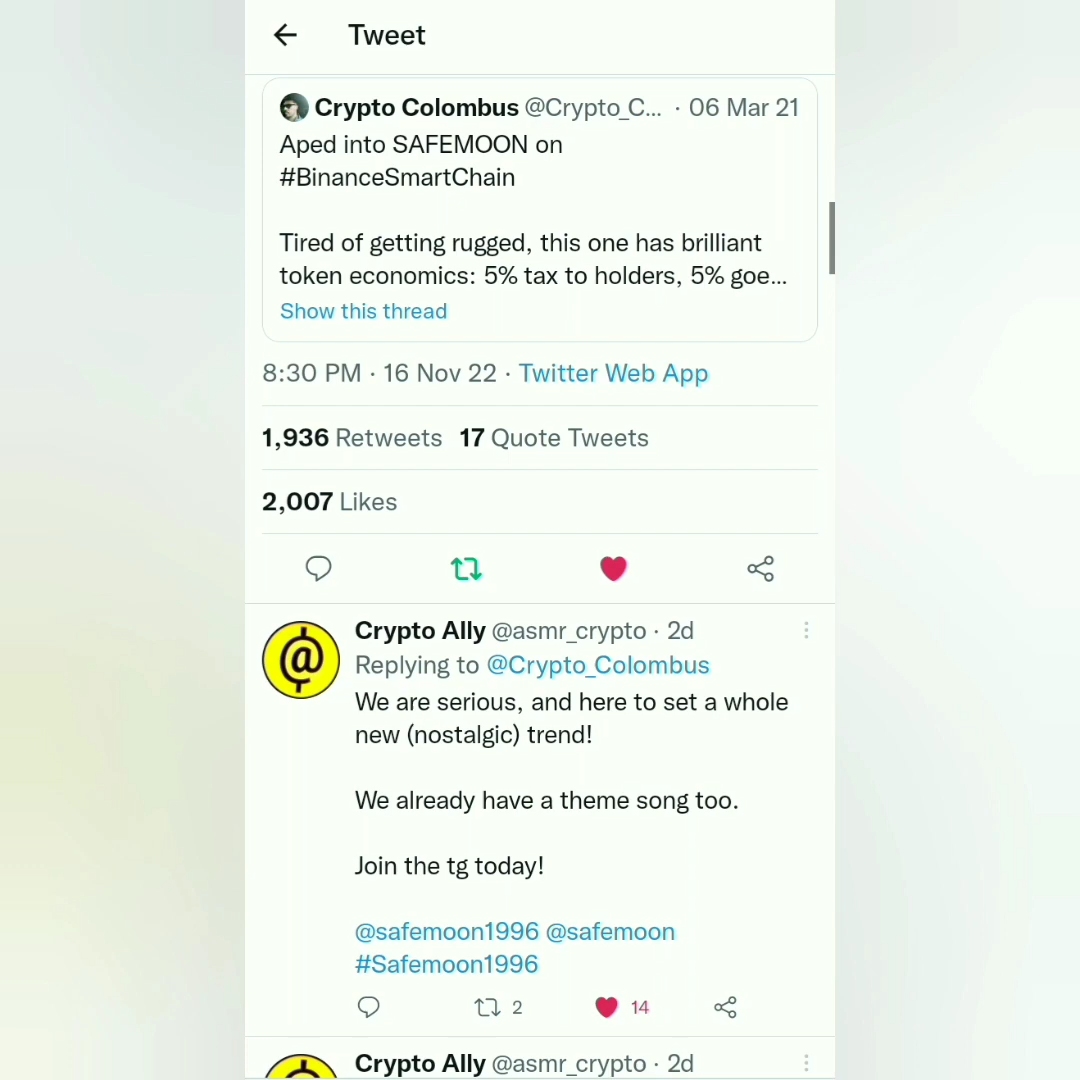 Tweet
Crypto Colombus @Crypto_C... · 06 Mar 21
Aped into SAFEMOON on
#BinanceSmartChain
Tired of getting rugged, this one has brilliant
token economics: 5% tax to holders, 5% goe...
Show this thread
8:30 PM · 16 Nov 22 · Twitter Web App
1,936 Retweets 17 Quote Tweets
2,007 Likes
Crypto Ally @asmr_crypto · 2d
Replying to @Crypto_Colombus
We are serious, and here to set a whole
new (nostalgic) trend!
We already have a theme song too.
Join the tg today!
@safemoon1996 @safemoon
#Safemoon1996
2 14
Crypto Ally @asmr_crypto · 2d